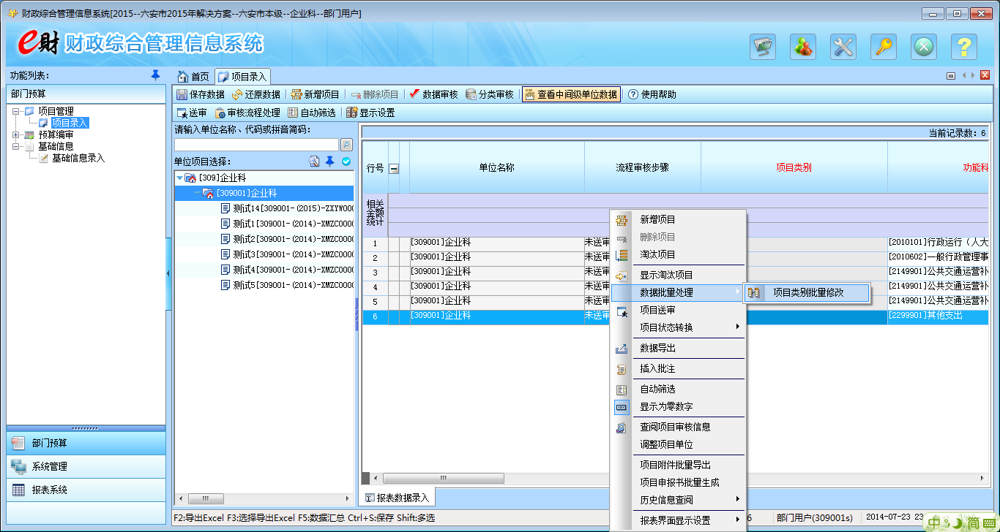 财政综合管理信息系统[2015--六安市2015年解决方案--六安市本级--企业科--部门用户]
e财 财政综合管理信息系统
功能列表:
首页 项目录入
部门预算
保存数据 还原数据 新增项目 删除项目 数据审核 分类审核 查看中间级单位数据 使用帮助
送审 审核流程处理 自动筛选 显示设置
项目管理
项目录入
预算编审
基础信息
基础信息录入
部门预算
系统管理
报表系统
请输入单位名称、代码或拼音简码:
单位项目选择:
[309]企业科
[309001]企业科
测试14[309001-(2015)-ZXYW000
测试1[309001-(2014)-XMZC0000
测试2[309001-(2014)-XMZC0000
测试3[309001-(2014)-XMZC0000
测试4[309001-(2014)-XMZC0000
测试5[309001-(2014)-XMZC0000
当前记录数: 6
行号 单位名称 流程审核步骤 项目类别 功能科
相关金额统计
1 [309001]企业科 未送审 [2010101]行政运行（人大
2 [309001]企业科 未送审 [2010602]一般行政管理事
3 [309001]企业科 未送审 [2149901]公共交通运营补
4 [309001]企业科 未送审 [2149901]公共交通运营补
5 [309001]企业科 未送审 [2149901]公共交通运营补
6 [309001]企业科 未送审 [2299901]其他支出
新增项目
删除项目
淘汰项目
显示淘汰项目
数据批量处理
项目类别批量修改
项目送审
项目状态转换
数据导出
插入批注
自动筛选
显示为零数字
查阅项目审核信息
调整项目单位
项目附件批量导出
项目申报书批量生成
历史信息查阅
报表界面显示设置
报表数据录入
F2:导出Excel F3:选择导出Excel F5:数据汇总 Ctrl+S:保存 Shift:多选
6 部门用户(309001s) 2014-07-23 23
中 简